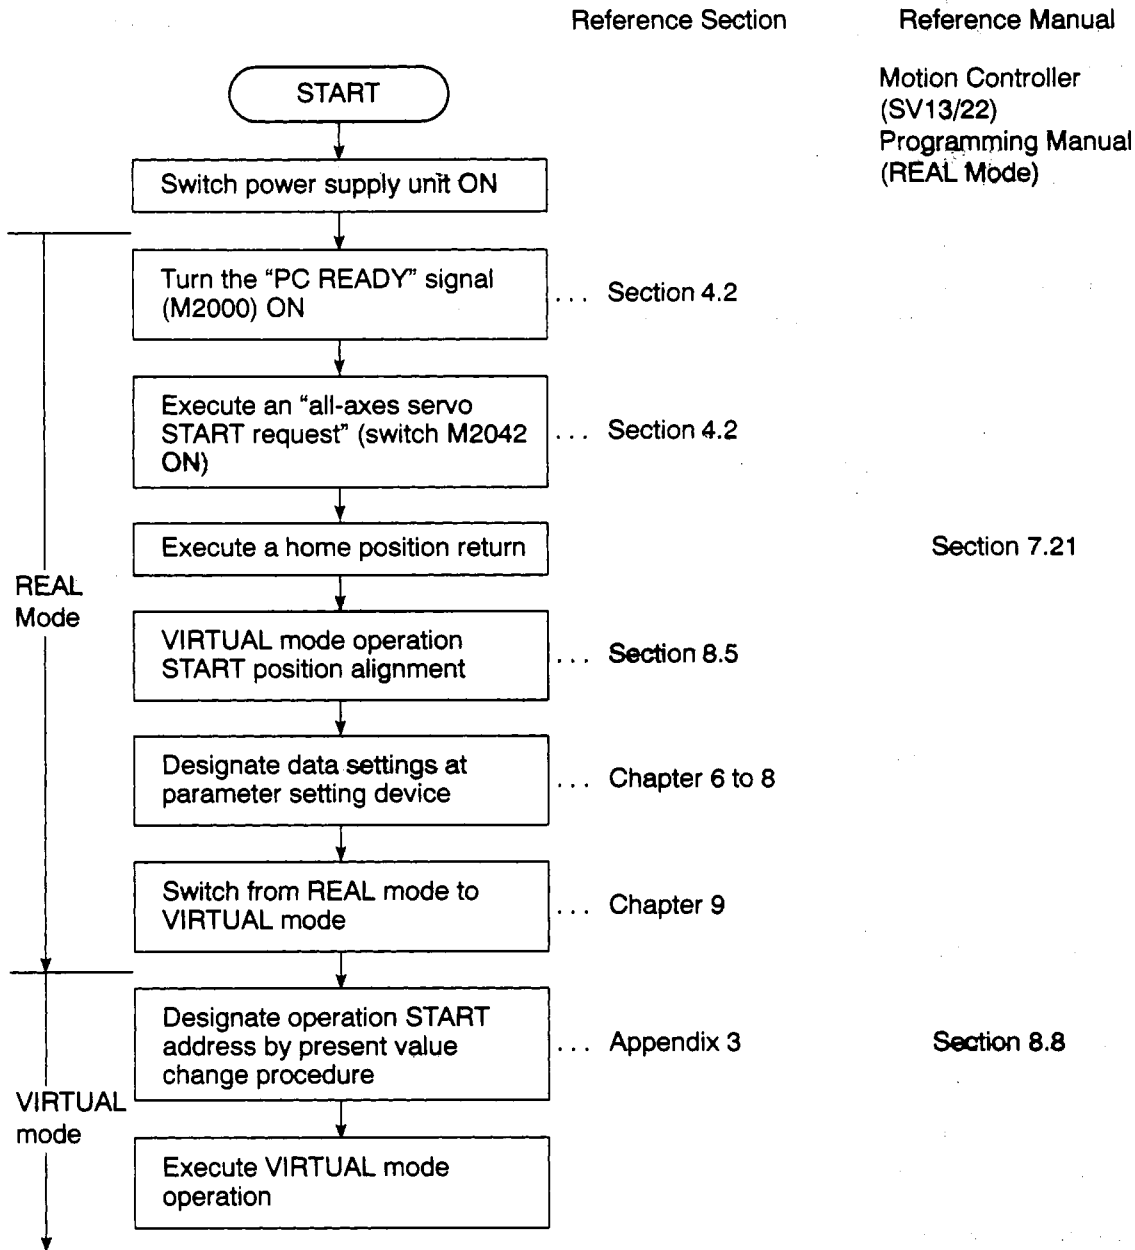 Reference Section
Reference Manual
Motion Controller
(SV13/22)
Programming Manual
(REAL Mode)
START
Switch power supply unit ON
Turn the “PC READY” signal
(M2000) ON
... Section 4.2
Execute an “all-axes servo
START request” (switch M2042
ON)
... Section 4.2
Execute a home position return
Section 7.21
REAL
Mode
VIRTUAL mode operation
START position alignment
... Section 8.5
Designate data settings at
parameter setting device
... Chapter 6 to 8
Switch from REAL mode to
VIRTUAL mode
... Chapter 9
Designate operation START
address by present value
change procedure
... Appendix 3
Section 8.8
VIRTUAL
mode
Execute VIRTUAL mode
operation